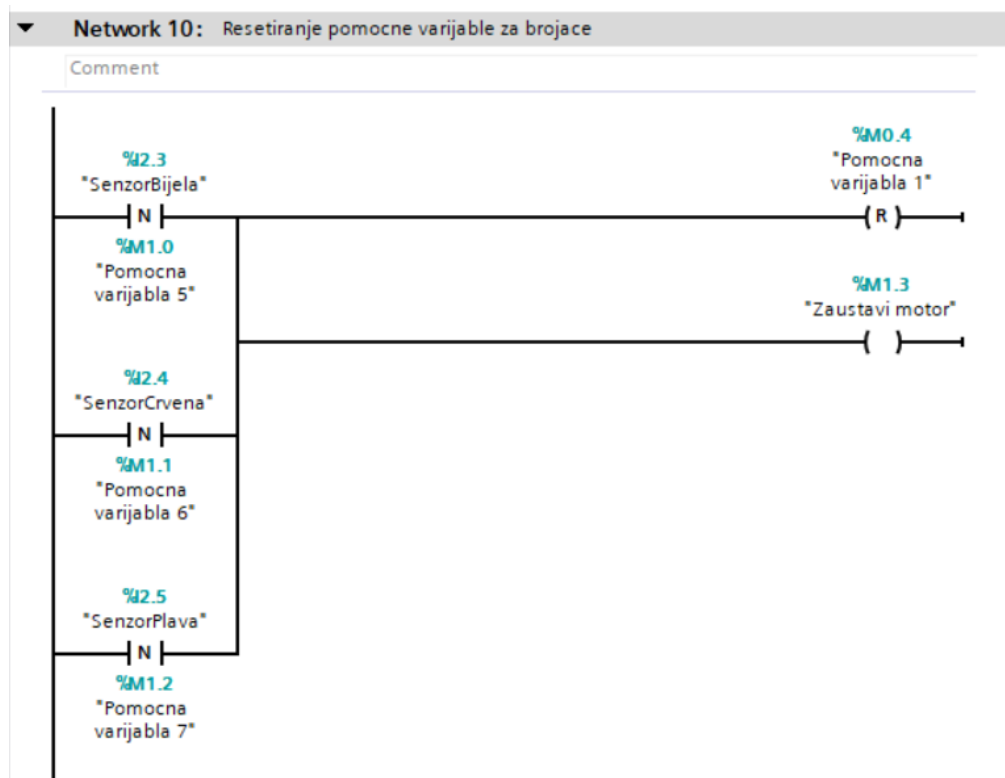 Network 10: Resetiranje pomocne varijable za brojace
Comment
%I2.3
"SenzorBijela"
N
%M1.0
"Pomocna
varijabla 5"
%M0.4
"Pomocna
varijabla 1"
R
%M1.3
"Zaustavi motor"
%I2.4
"SenzorCrvena"
N
%M1.1
"Pomocna
varijabla 6"
%I2.5
"SenzorPlava"
N
%M1.2
"Pomocna
varijabla 7"